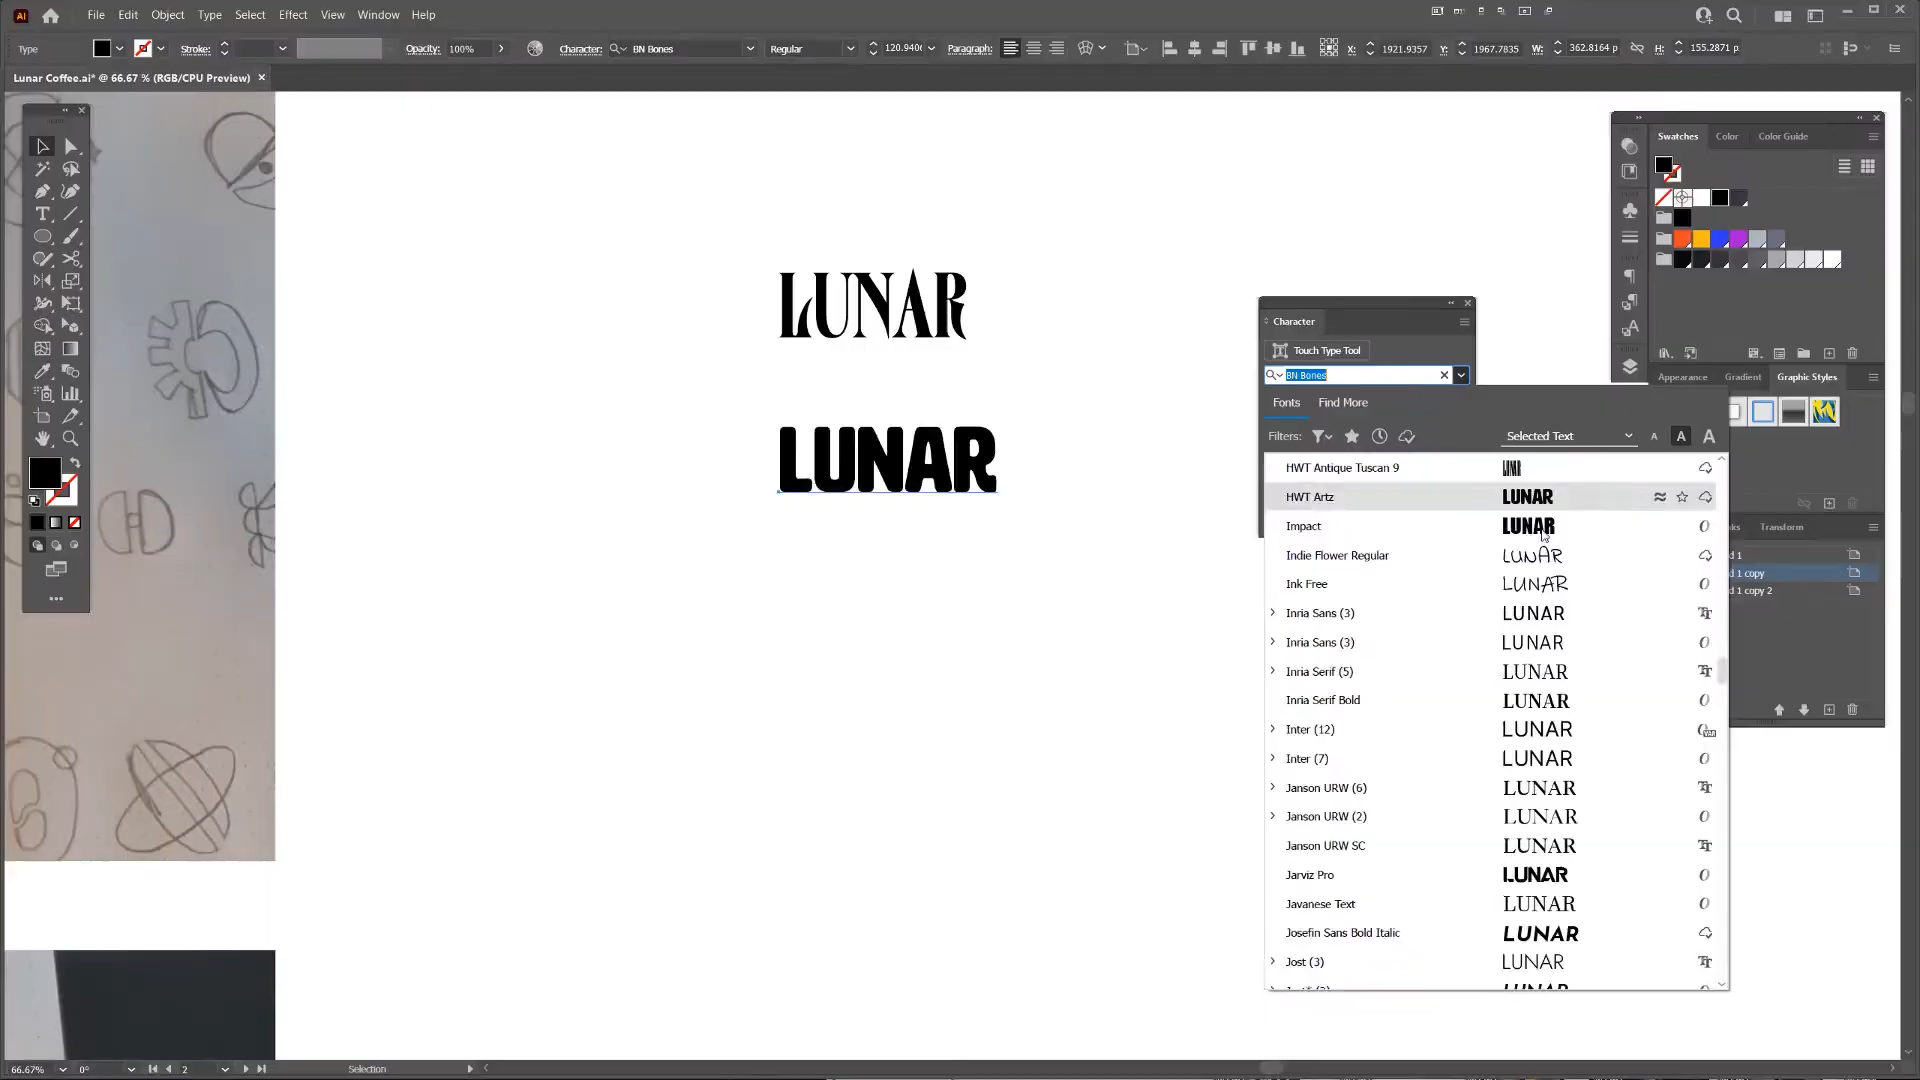 Ai File Edit Object Type Select Effect View Window Help
Type Stroke: Opacity: 100% Character: BN Bones Regular 120.9406 Paragraph: X: 1921.9357 Y: 1967.7835 W: 362.8164 p H: 155.2871 p
Lunar Coffee.ai* @ 66.67 % (RGB/CPU Preview)
LUNAR
LUNAR
Swatches Color Color Guide
Character
Touch Type Tool
BN Bones
Appearance Gradient Graphic Styles
Fonts Find More
Filters: Selected Text A A A
HWT Antique Tuscan 9 LUNAR
HWT Artz LUNAR
Impact LUNAR
Indie Flower Regular LUNAR
Ink Free LUNAR
Inria Sans (3) LUNAR
Inria Sans (3) LUNAR
Inria Serif (5) LUNAR
Inria Serif Bold LUNAR
Inter (12) LUNAR
Inter (7) LUNAR
Janson URW (6) LUNAR
Janson URW (2) LUNAR
Janson URW SC LUNAR
Jarviz Pro LUNAR
Javanese Text LUNAR
Josefin Sans Bold Italic LUNAR
Jost (3) LUNAR
Transform
d 1
d 1 copy
d 1 copy 2
66.67% 0° 2 Selection